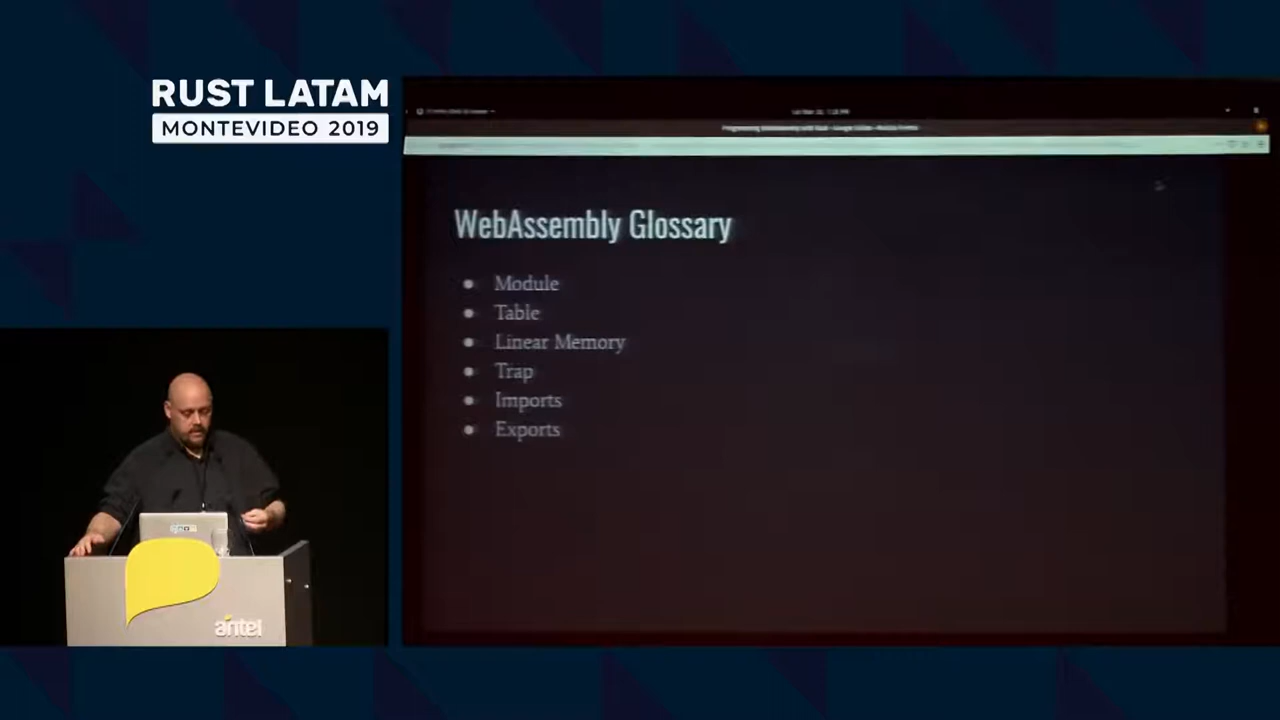 RUST LATAM
MONTEVIDEO 2019
WebAssembly Glossary
Module
Table
Linear Memory
Trap
Imports
Exports
antel